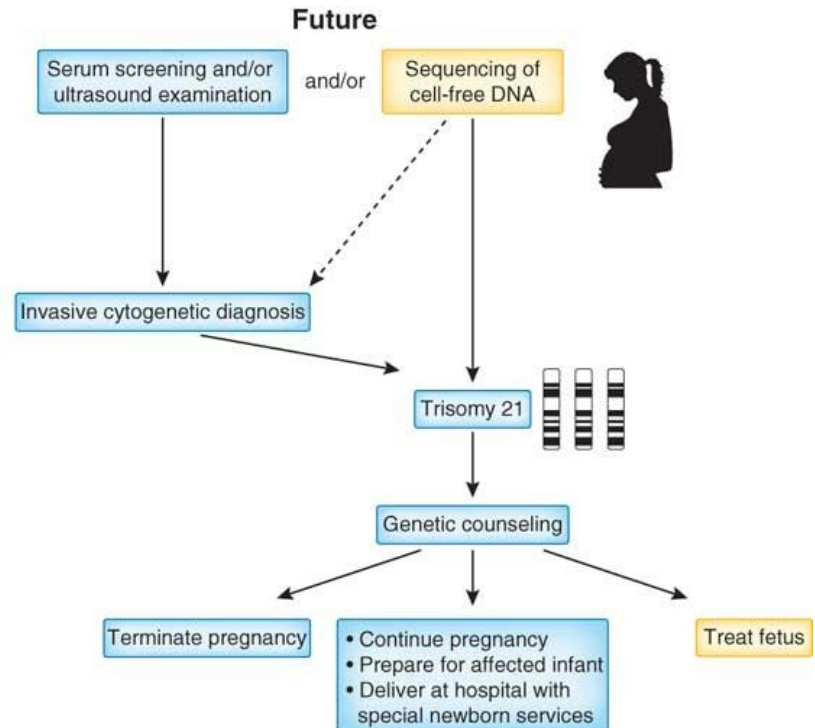 Future
Serum screening and/or
ultrasound examination
and/or
Sequencing of
cell-free DNA
Invasive cytogenetic diagnosis
Trisomy 21
Genetic counseling
Terminate pregnancy
• Continue pregnancy
• Prepare for affected infant
• Deliver at hospital with
special newborn services
Treat fetus